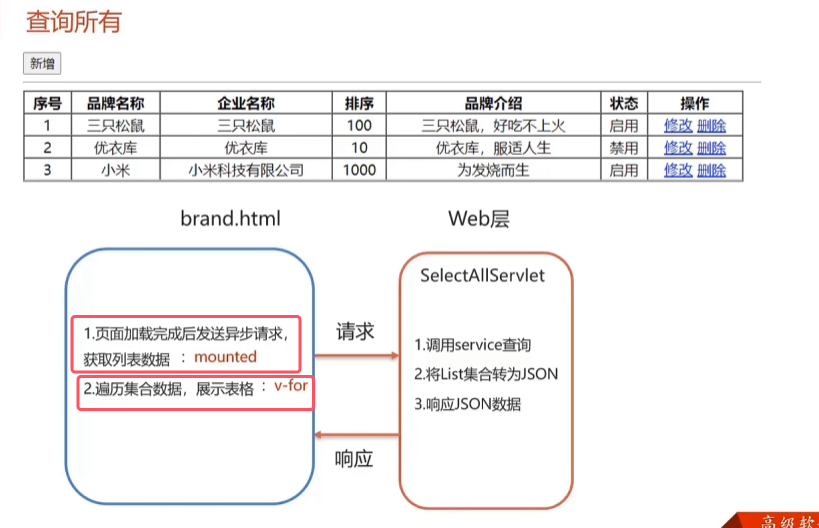 查询所有
新增
序号 品牌名称 企业名称 排序 品牌介绍 状态 操作
1 三只松鼠 三只松鼠 100 三只松鼠，好吃不上火 启用 修改 删除
2 优衣库 优衣库 10 优衣库，服适人生 禁用 修改 删除
3 小米 小米科技有限公司 1000 为发烧而生 启用 修改 删除
brand.html
Web层
1.页面加载完成后发送异步请求，
获取列表数据 ：mounted
2.遍历集合数据，展示表格：v-for
请求
响应
SelectAllServlet
1.调用service查询
2.将List集合转为JSON
3.响应JSON数据
高级软